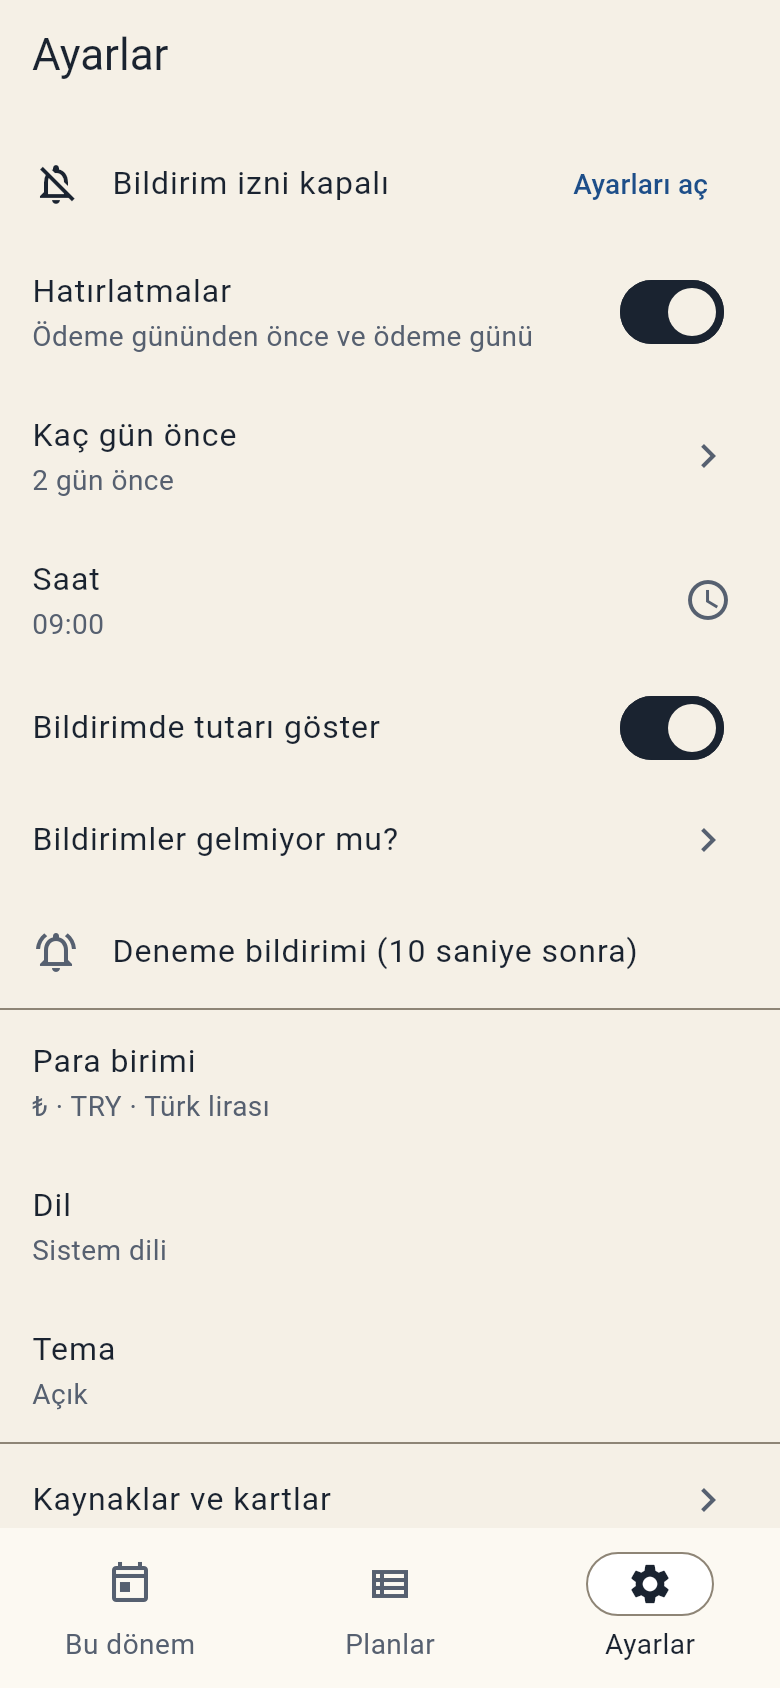 Ayarlar
Bildirim izni kapalı
Ayarları aç
Hatırlatmalar
Ödeme gününden önce ve ödeme günü
Kaç gün önce
2 gün önce
Saat
09:00
Bildirimde tutarı göster
Bildirimler gelmiyor mu?
Deneme bildirimi (10 saniye sonra)
Para birimi
₺ · TRY · Türk lirası
Dil
Sistem dili
Tema
Açık
Kaynaklar ve kartlar
Bu dönem
Planlar
Ayarlar